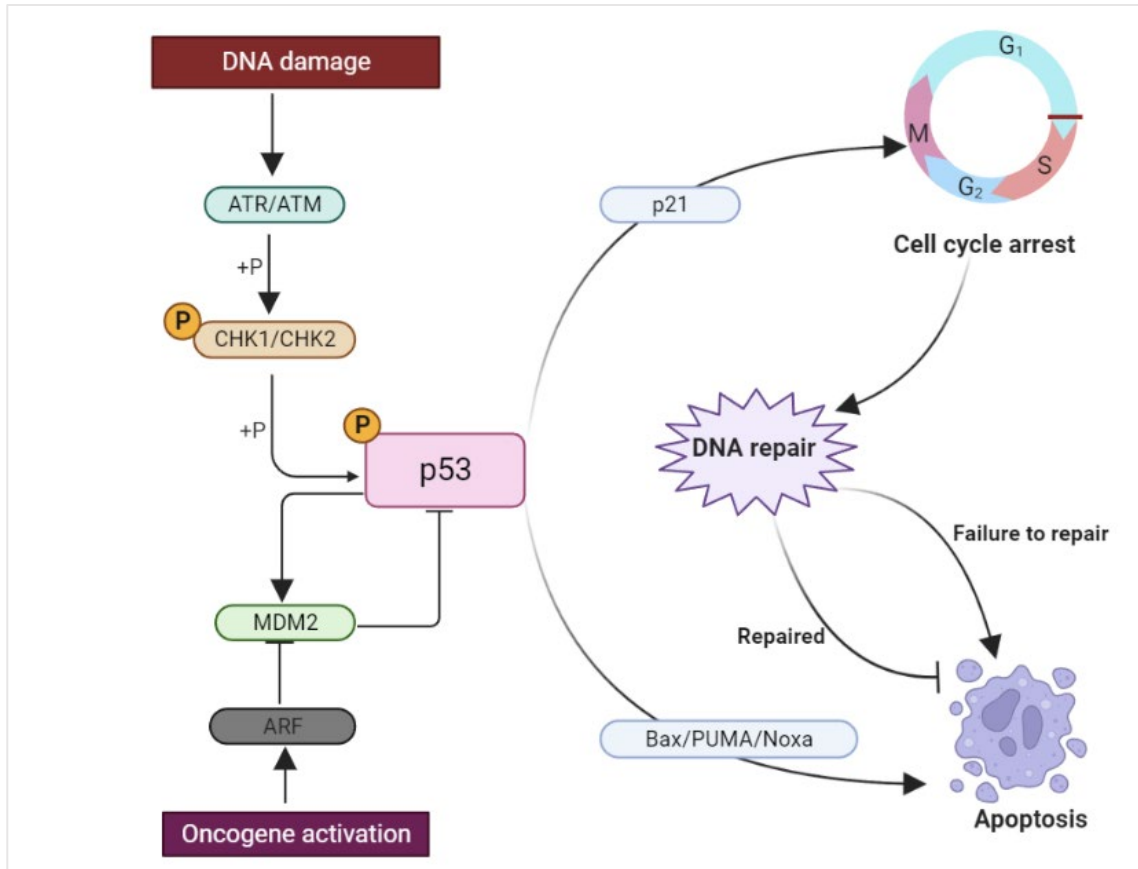 DNA damage
ATR/ATM
+P
P
CHK1/CHK2
+P
P
p53
MDM2
ARF
Oncogene activation
p21
G₁
M
S
G₂
Cell cycle arrest
DNA repair
Failure to repair
Repaired
Bax/PUMA/Noxa
Apoptosis